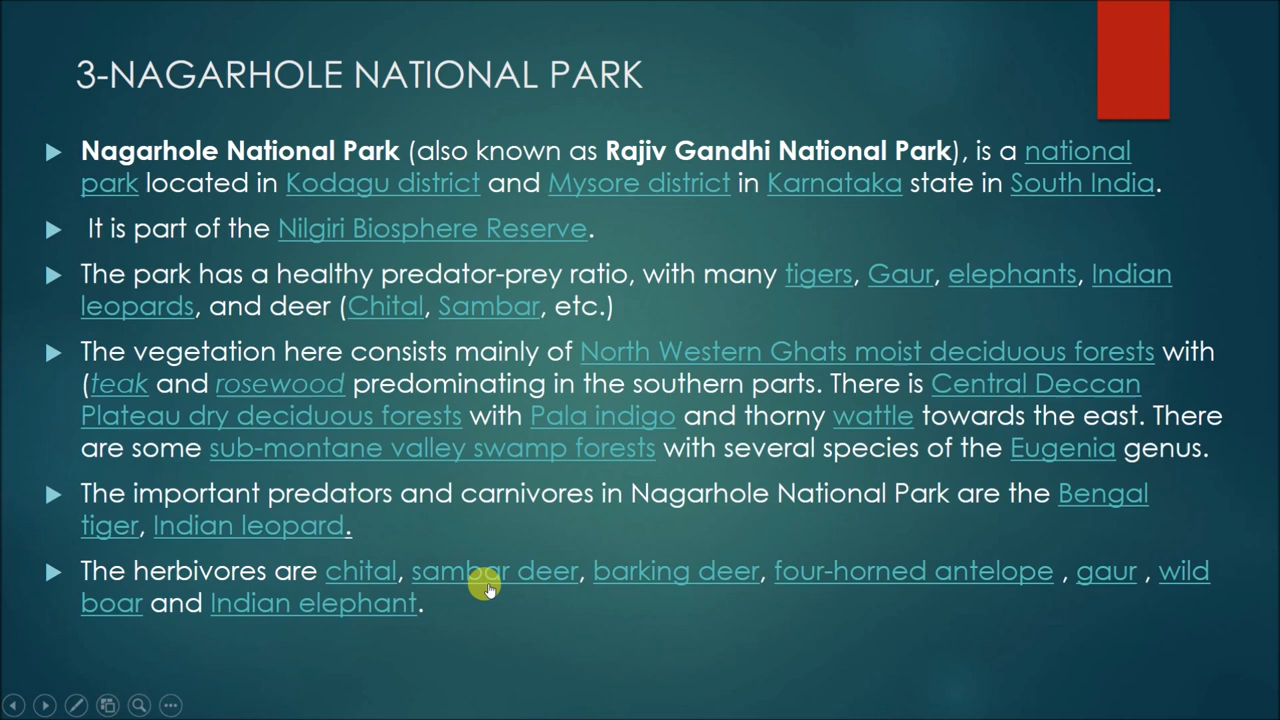 3-NAGARHOLE NATIONAL PARK
Nagarhole National Park (also known as Rajiv Gandhi National Park), is a national
park located in Kodagu district and Mysore district in Karnataka state in South India.
It is part of the Nilgiri Biosphere Reserve.
The park has a healthy predator-prey ratio, with many tigers, Gaur, elephants, Indian
leopards, and deer (Chital, Sambar, etc.)
The vegetation here consists mainly of North Western Ghats moist deciduous forests with
(teak and rosewood predominating in the southern parts. There is Central Deccan
Plateau dry deciduous forests with Pala indigo and thorny wattle towards the east. There
are some sub-montane valley swamp forests with several species of the Eugenia genus.
The important predators and carnivores in Nagarhole National Park are the Bengal
tiger, Indian leopard.
The herbivores are chital, sambar deer, barking deer, four-horned antelope , gaur , wild
boar and Indian elephant.